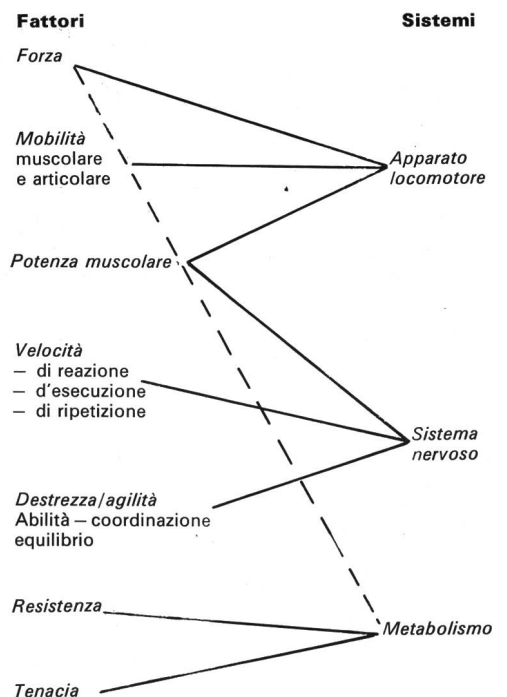 Fattori
Sistemi
Forza
Mobilità
muscolare
e articolare
Apparato
locomotore
Potenza muscolare
Velocità
— di reazione
— d'esecuzione
— di ripetizione
Sistema
nervoso
Destrezza/agilità
Abilità — coordinazione
equilibrio
Resistenza
Metabolismo
Tenacia